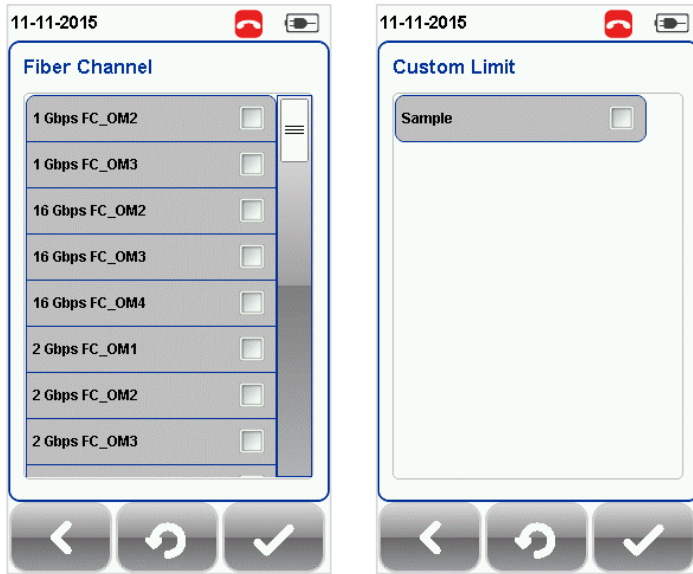 11-11-2015
Fiber Channel
1 Gbps FC_OM2
1 Gbps FC_OM3
16 Gbps FC_OM2
16 Gbps FC_OM3
16 Gbps FC_OM4
2 Gbps FC_OM1
2 Gbps FC_OM2
2 Gbps FC_OM3
11-11-2015
Custom Limit
Sample